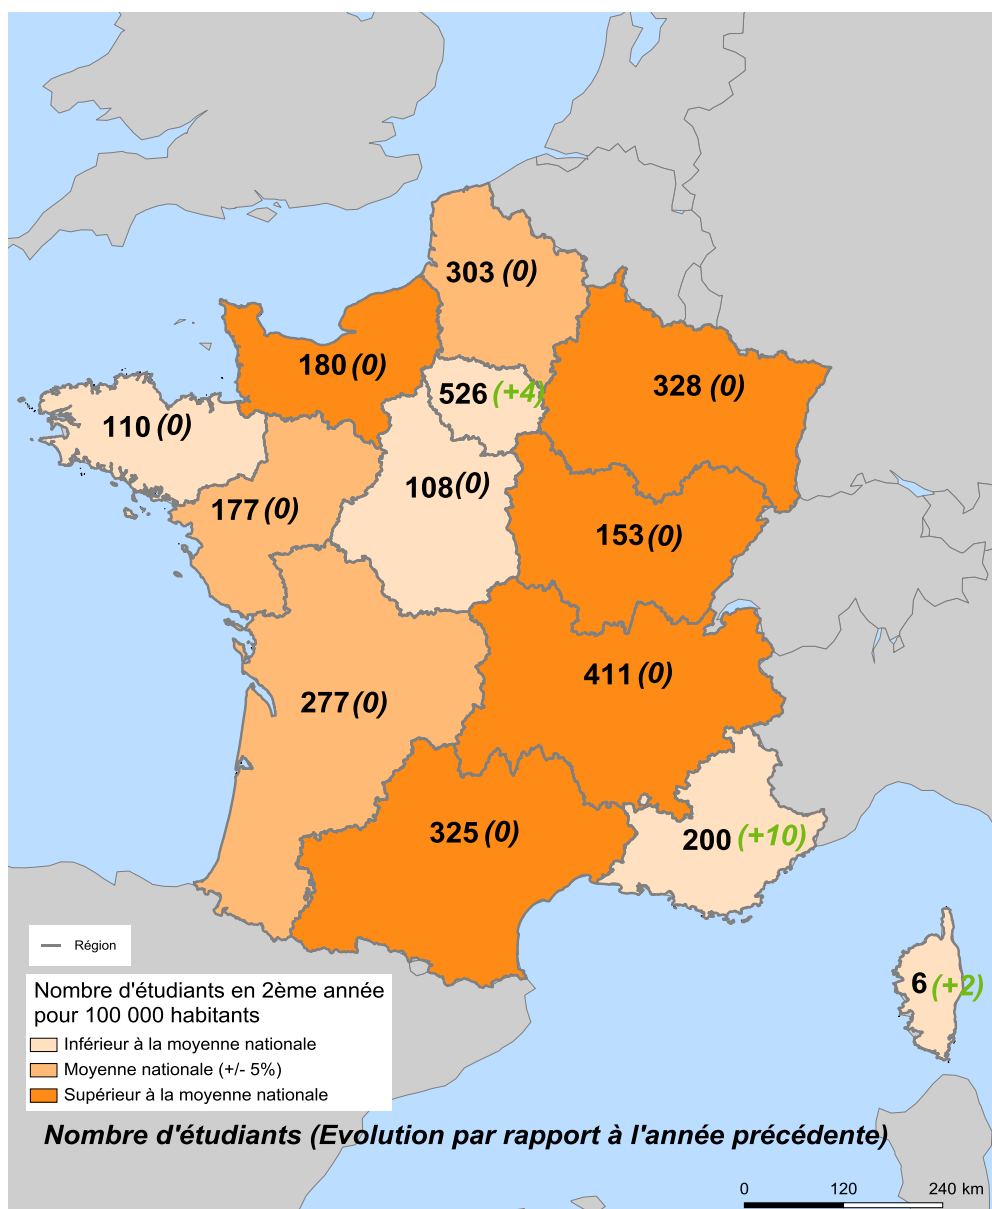 303 (0)
180 (0)
526 (+4)
328 (0)
110 (0)
108 (0)
177 (0)
153 (0)
411 (0)
277 (0)
325 (0)
200 (+10)
6 (+2)
Région
Nombre d'étudiants en 2ème année
pour 100 000 habitants
Inférieur à la moyenne nationale
Moyenne nationale (+/- 5%)
Supérieur à la moyenne nationale
Nombre d'étudiants (Evolution par rapport à l'année précédente)
0 120 240 km